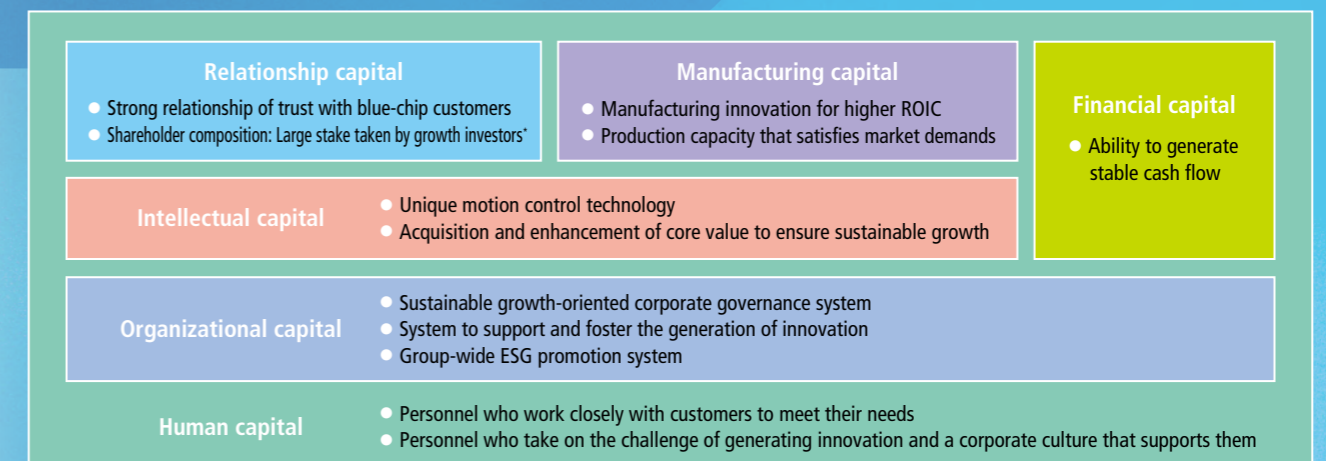 Relationship capital
● Strong relationship of trust with blue-chip customers
● Shareholder composition: Large stake taken by growth investors*
Manufacturing capital
● Manufacturing innovation for higher ROIC
● Production capacity that satisfies market demands
Financial capital
● Ability to generate
stable cash flow
Intellectual capital
● Unique motion control technology
● Acquisition and enhancement of core value to ensure sustainable growth
Organizational capital
● Sustainable growth-oriented corporate governance system
● System to support and foster the generation of innovation
● Group-wide ESG promotion system
Human capital
● Personnel who work closely with customers to meet their needs
● Personnel who take on the challenge of generating innovation and a corporate culture that supports them